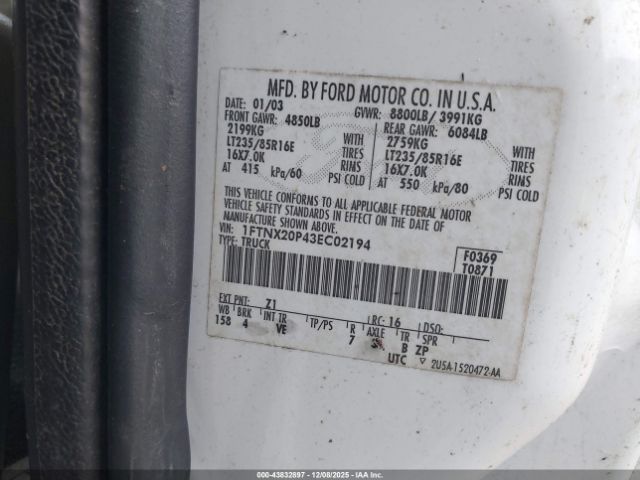 MFD. BY FORD MOTOR CO. IN U.S.A.
DATE: 01/03 GVWR: 8800LB/ 3991KG
FRONT GAWR: 4850LB REAR GAWR: 6084LB
2199KG WITH 2759KG WITH
LT235/85R16E TIRES LT235/85R16E TIRES
16X7.0K RIMS 16X7.0K RIMS
AT 415 kPa/60 PSI COLD AT 550 kPa/80 PSI COLD
THIS VEHICLE CONFORMS TO ALL APPLICABLE FEDERAL MOTOR
VEHICLE SAFETY STANDARDS IN EFFECT ON THE DATE OF
MANUFACTURE SHOWN ABOVE.
VIN: 1FTNX20P43EC02194
TYPE: TRUCK
F0369
T0871
EXT PNT: Z1 RC: 16 DSO:
WB BRK INT TR TP/PS R AXLE TR SPR
158 4 VE 7 B ZP
UTC 2U5A-1520472-AA
000-43832897 - 12/08/2025 - IAAI.COM